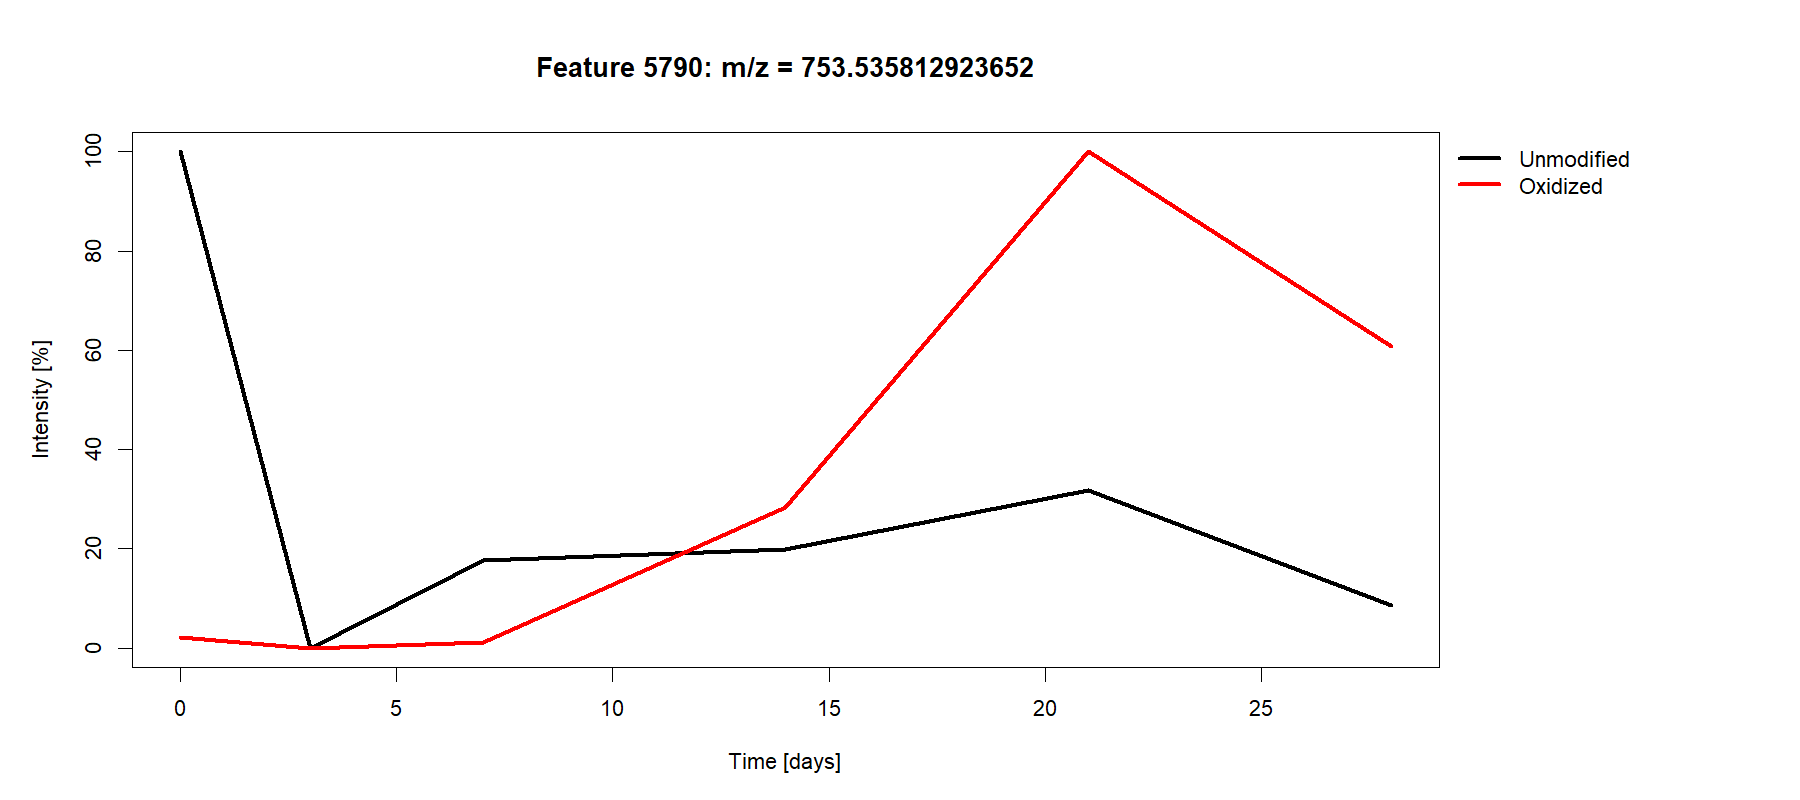 Feature 5790: m/z = 753.535812923652
Unmodified
Oxidized
Intensity [%]
100
80
60
40
20
0
0 5 10 15 20 25
Time [days]